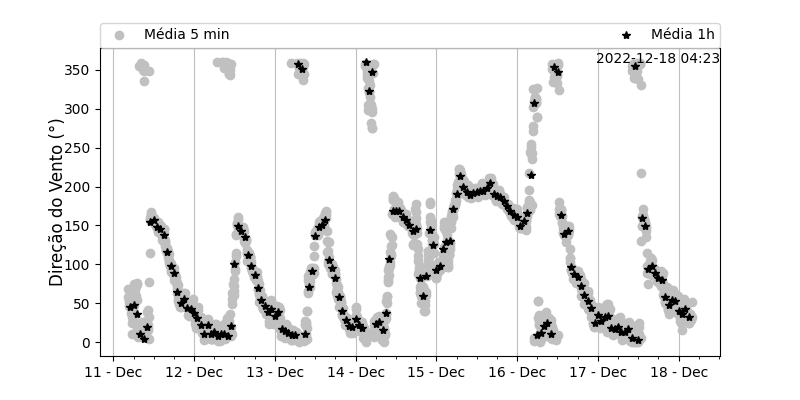 Média 5 min
Média 1h
2022-12-18 04:23
Direção do Vento (°)
350
300
250
200
150
100
50
0
11 - Dec
12 - Dec
13 - Dec
14 - Dec
15 - Dec
16 - Dec
17 - Dec
18 - Dec